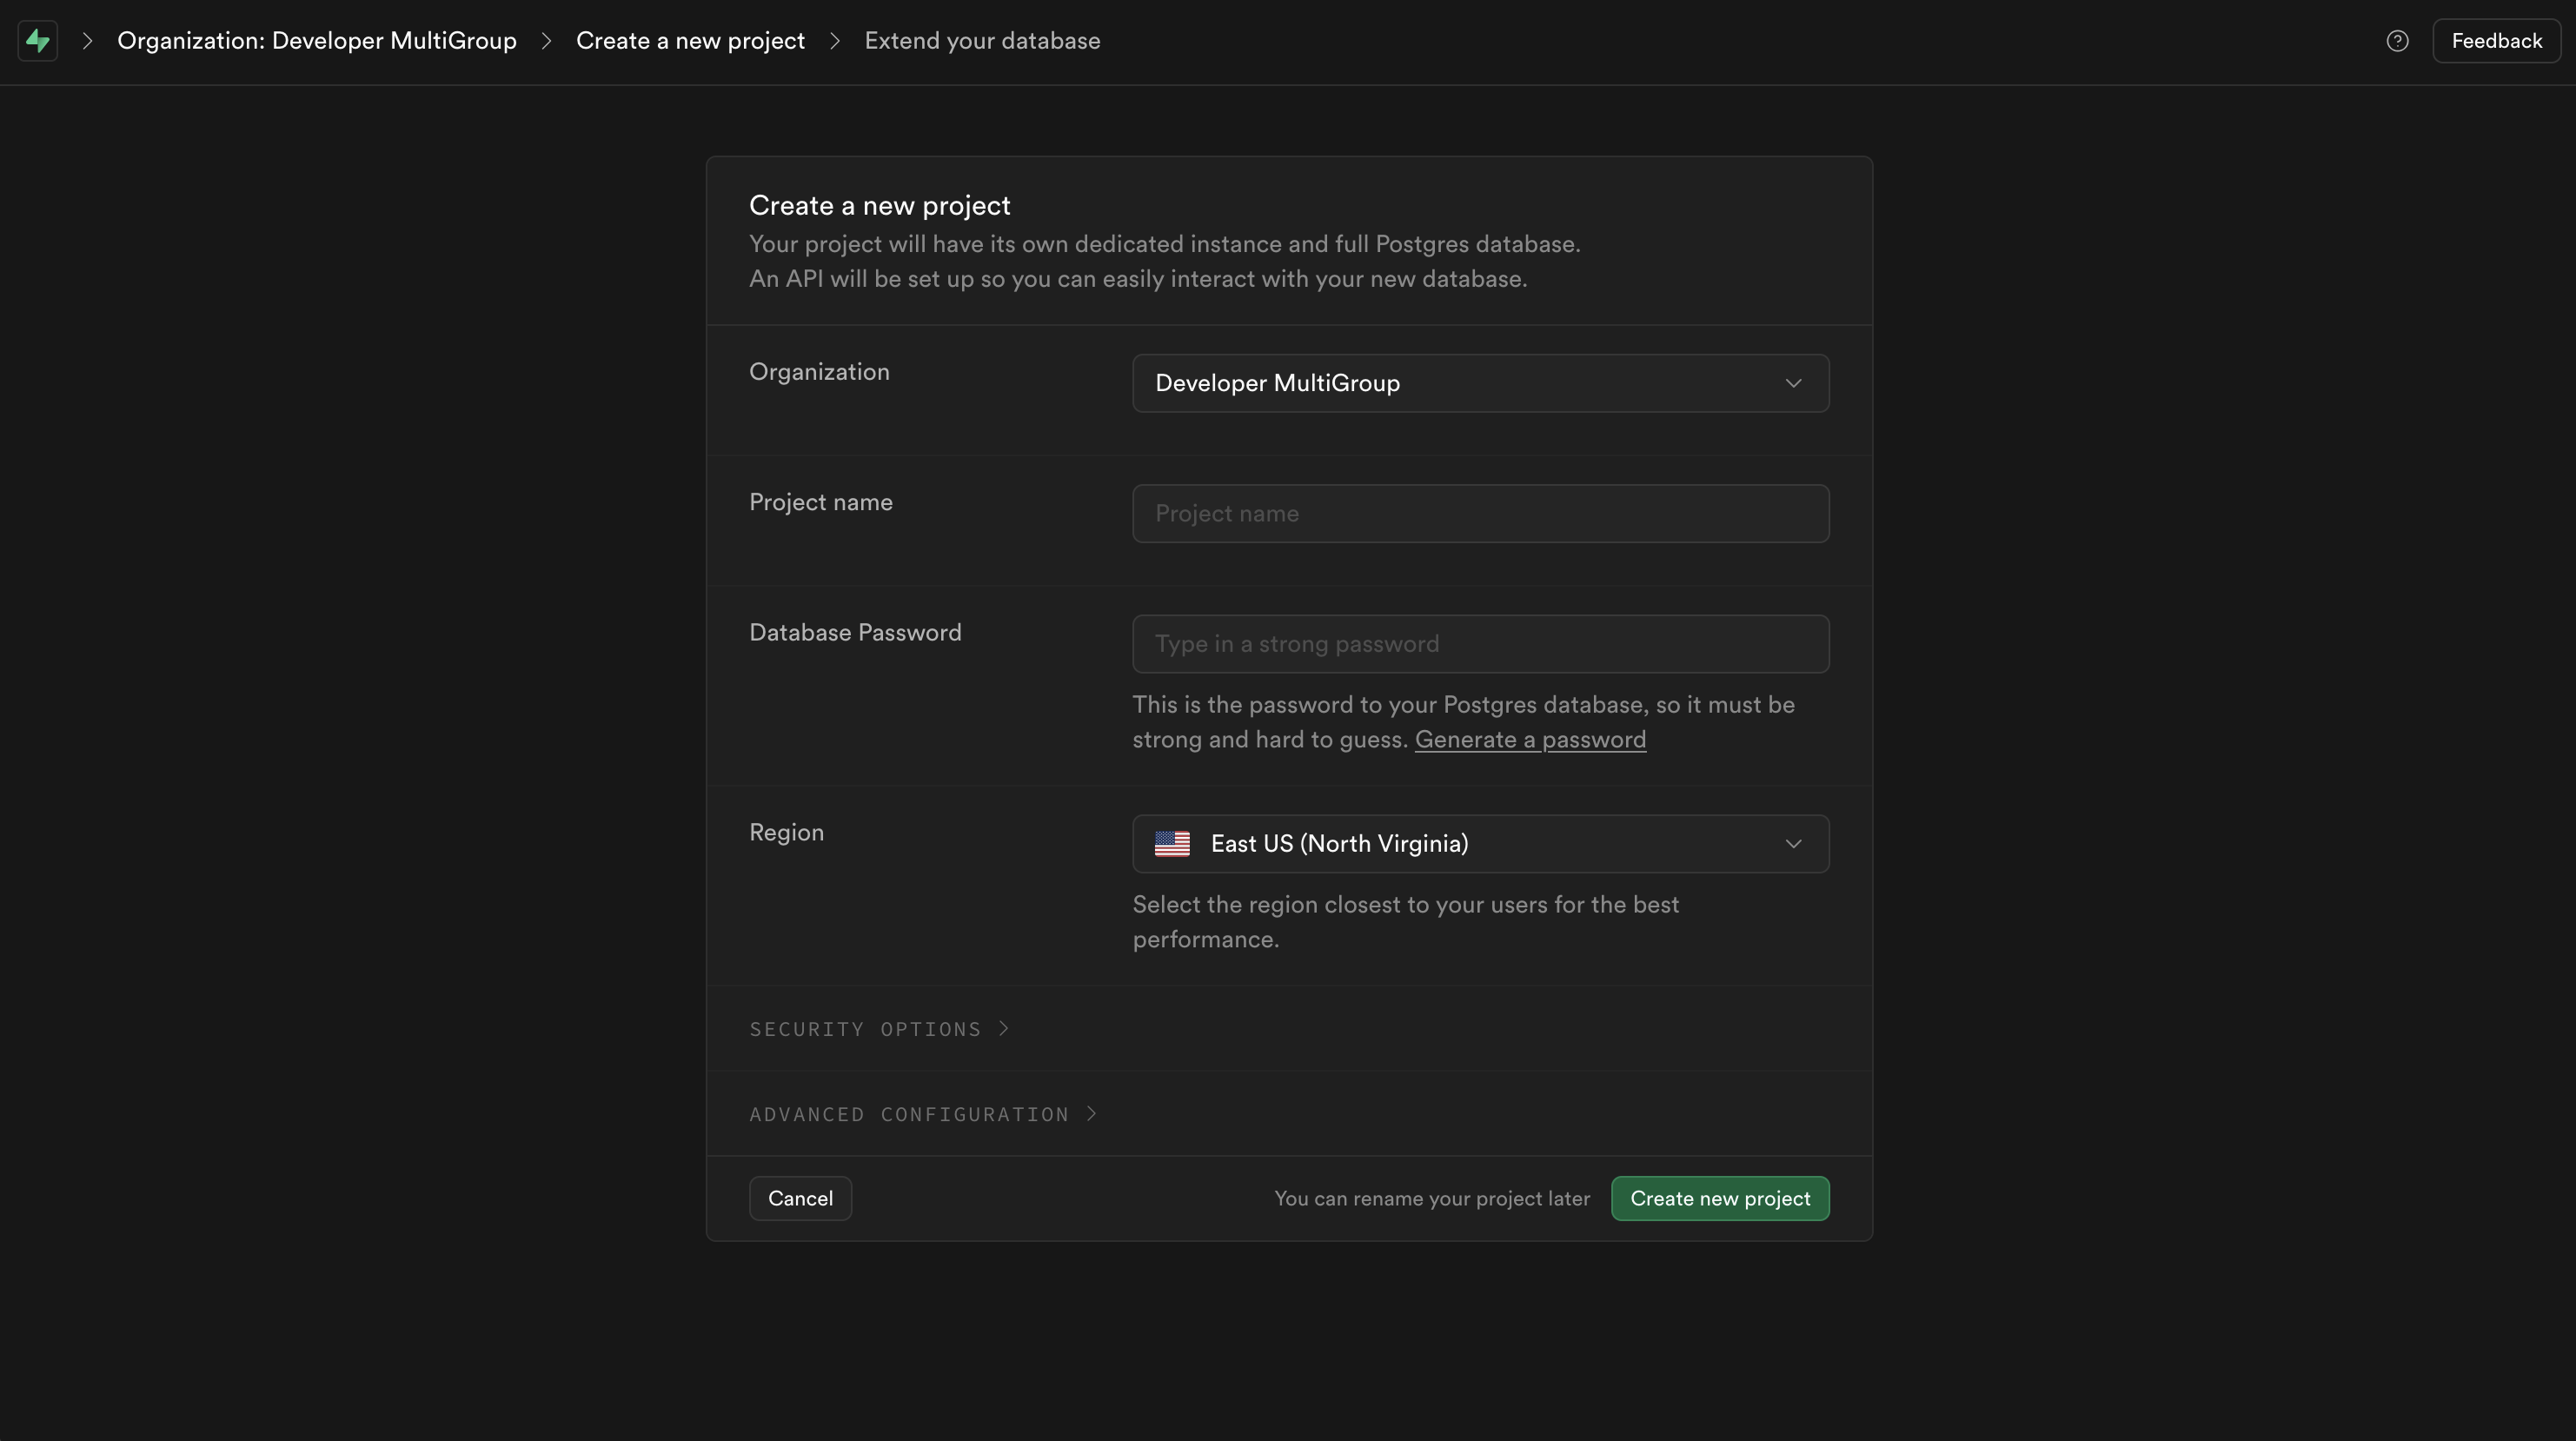 Organization: Developer MultiGroup > Create a new project > Extend your database
Feedback
Create a new project
Your project will have its own dedicated instance and full Postgres database.
An API will be set up so you can easily interact with your new database.
Organization
Developer MultiGroup
Project name
Project name
Database Password
Type in a strong password
This is the password to your Postgres database, so it must be
strong and hard to guess. Generate a password
Region
East US (North Virginia)
Select the region closest to your users for the best
performance.
SECURITY OPTIONS >
ADVANCED CONFIGURATION >
Cancel
You can rename your project later
Create new project